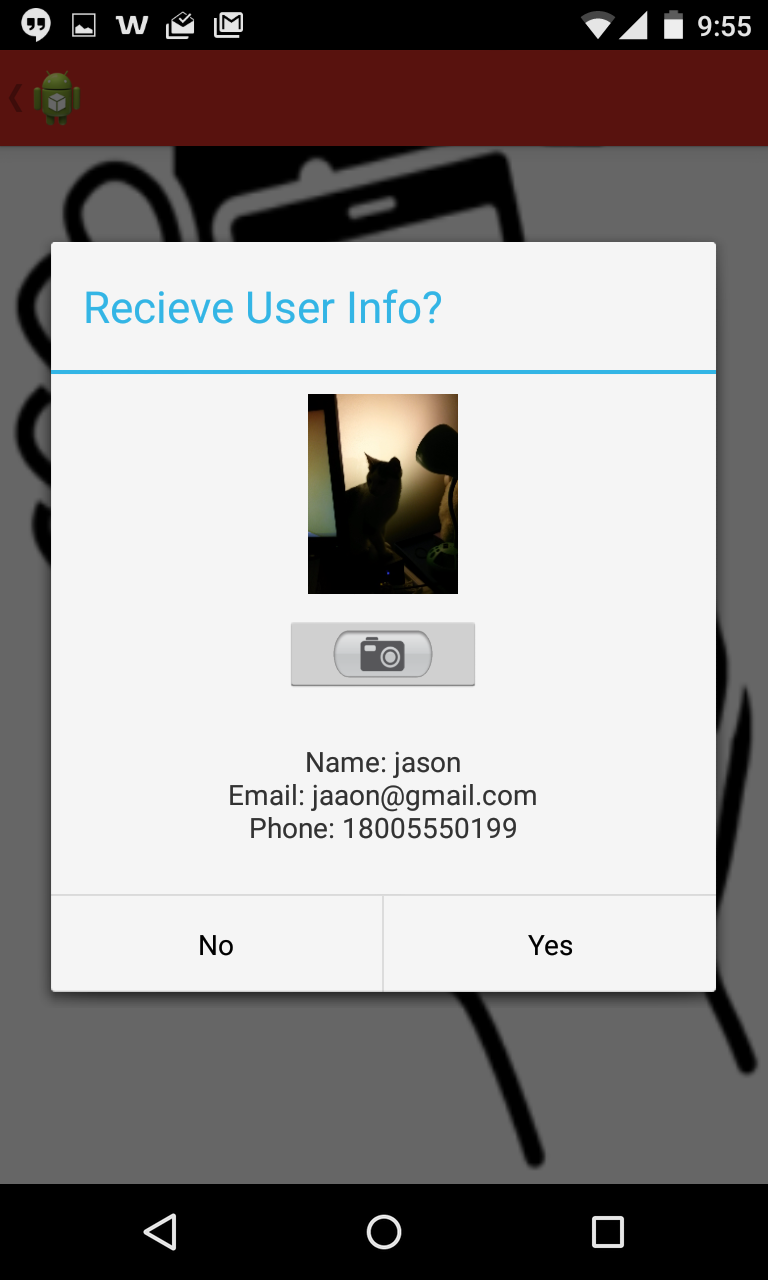 W 9:55
Recieve User Info?
Name: jason
Email: jaaon@gmail.com
Phone: 18005550199
No Yes